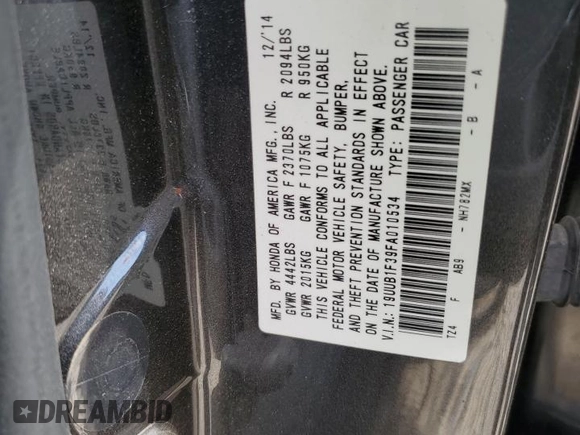 MFD. BY HONDA OF AMERICA MFG., INC. 12/'14
GVWR 4442LBS GAWR F 2370LBS R 2094LBS
GVWR 2015KG GAWR F 1075KG R 950KG
THIS VEHICLE CONFORMS TO ALL APPLICABLE
FEDERAL MOTOR VEHICLE SAFETY, BUMPER,
AND THEFT PREVENTION STANDARDS IN EFFECT
ON THE DATE OF MANUFACTURE SHOWN ABOVE.
V.I.N.: 19UUB1F39FA010534 TYPE: PASSENGER CAR
TZ4 F AB9 - NH782MX - B - A
DREAMBID